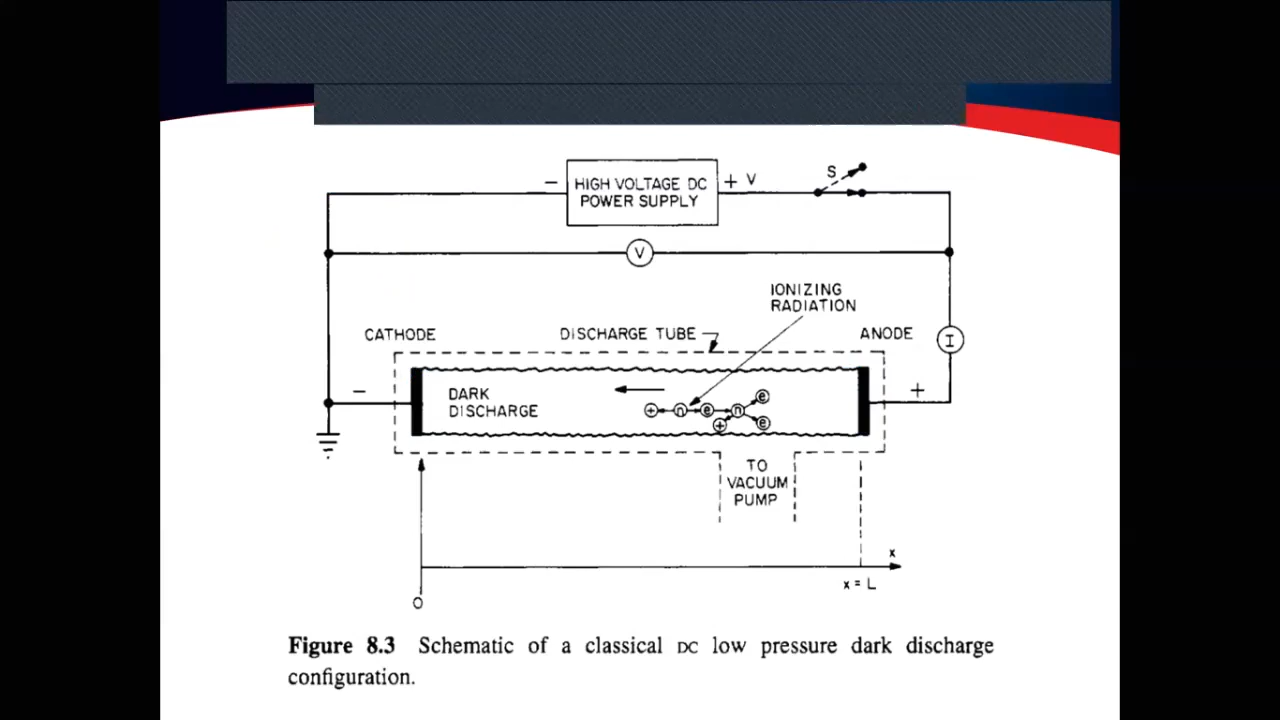 HIGH VOLTAGE DC
POWER SUPPLY
−
+ V
S
V
IONIZING
RADIATION
CATHODE
DISCHARGE TUBE
ANODE
I
−
+
DARK
DISCHARGE
+ n e n e
+ e
TO
VACUUM
PUMP
x
x = L
O
Figure 8.3 Schematic of a classical DC low pressure dark discharge
configuration.